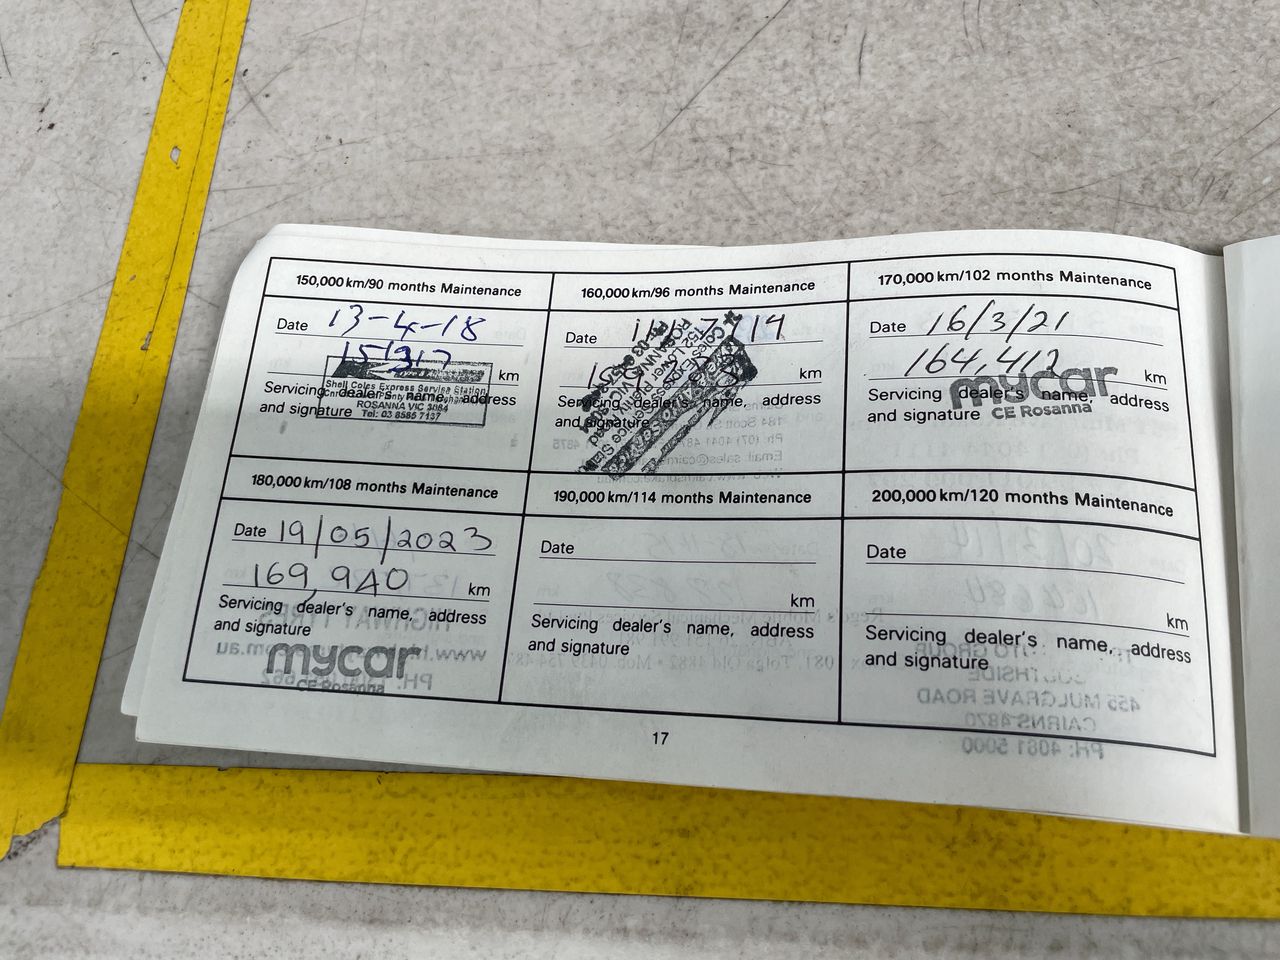 150,000 km/90 months Maintenance
Date 13-4-18
151317
km
Servicing dealer's name, address
and signature
Shell Coles Express Service Station
ROSANNA VIC 3084
Tel: 03 8585 7137
160,000 km/96 months Maintenance
Date
km
Servicing dealer's name, address
and signature
170,000 km/102 months Maintenance
Date 16/3/21
164,412 km
Servicing dealer's name, address
and signature
mycar
CE Rosanna
180,000 km/108 months Maintenance
Date 19/05/2023
169,940 km
Servicing dealer's name, address
and signature
mycar
CE Rosanna
190,000 km/114 months Maintenance
Date
km
Servicing dealer's name, address
and signature
200,000 km/120 months Maintenance
Date
km
Servicing dealer's name, address
and signature
17